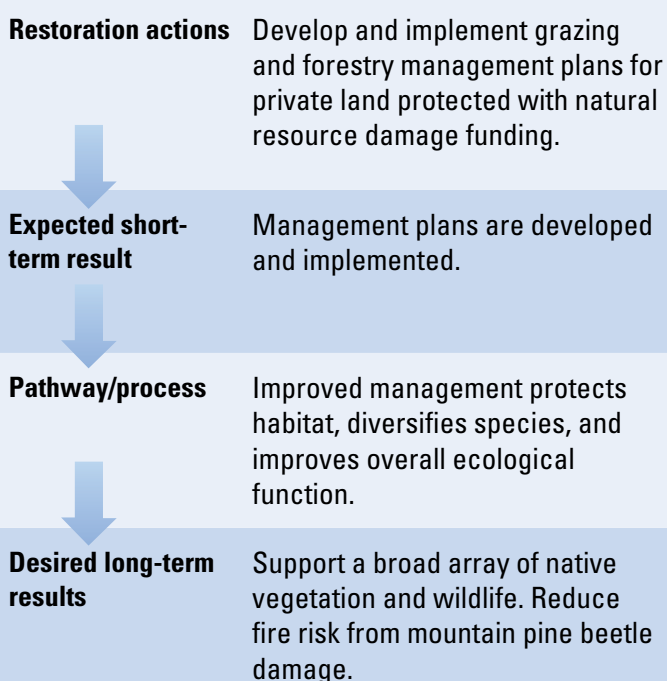 Restoration actions Develop and implement grazing
and forestry management plans for
private land protected with natural
resource damage funding.
Expected short- Management plans are developed
term result and implemented.
Pathway/process Improved management protects
habitat, diversifies species, and
improves overall ecological
function.
Desired long-term Support a broad array of native
results vegetation and wildlife. Reduce
fire risk from mountain pine beetle
damage.